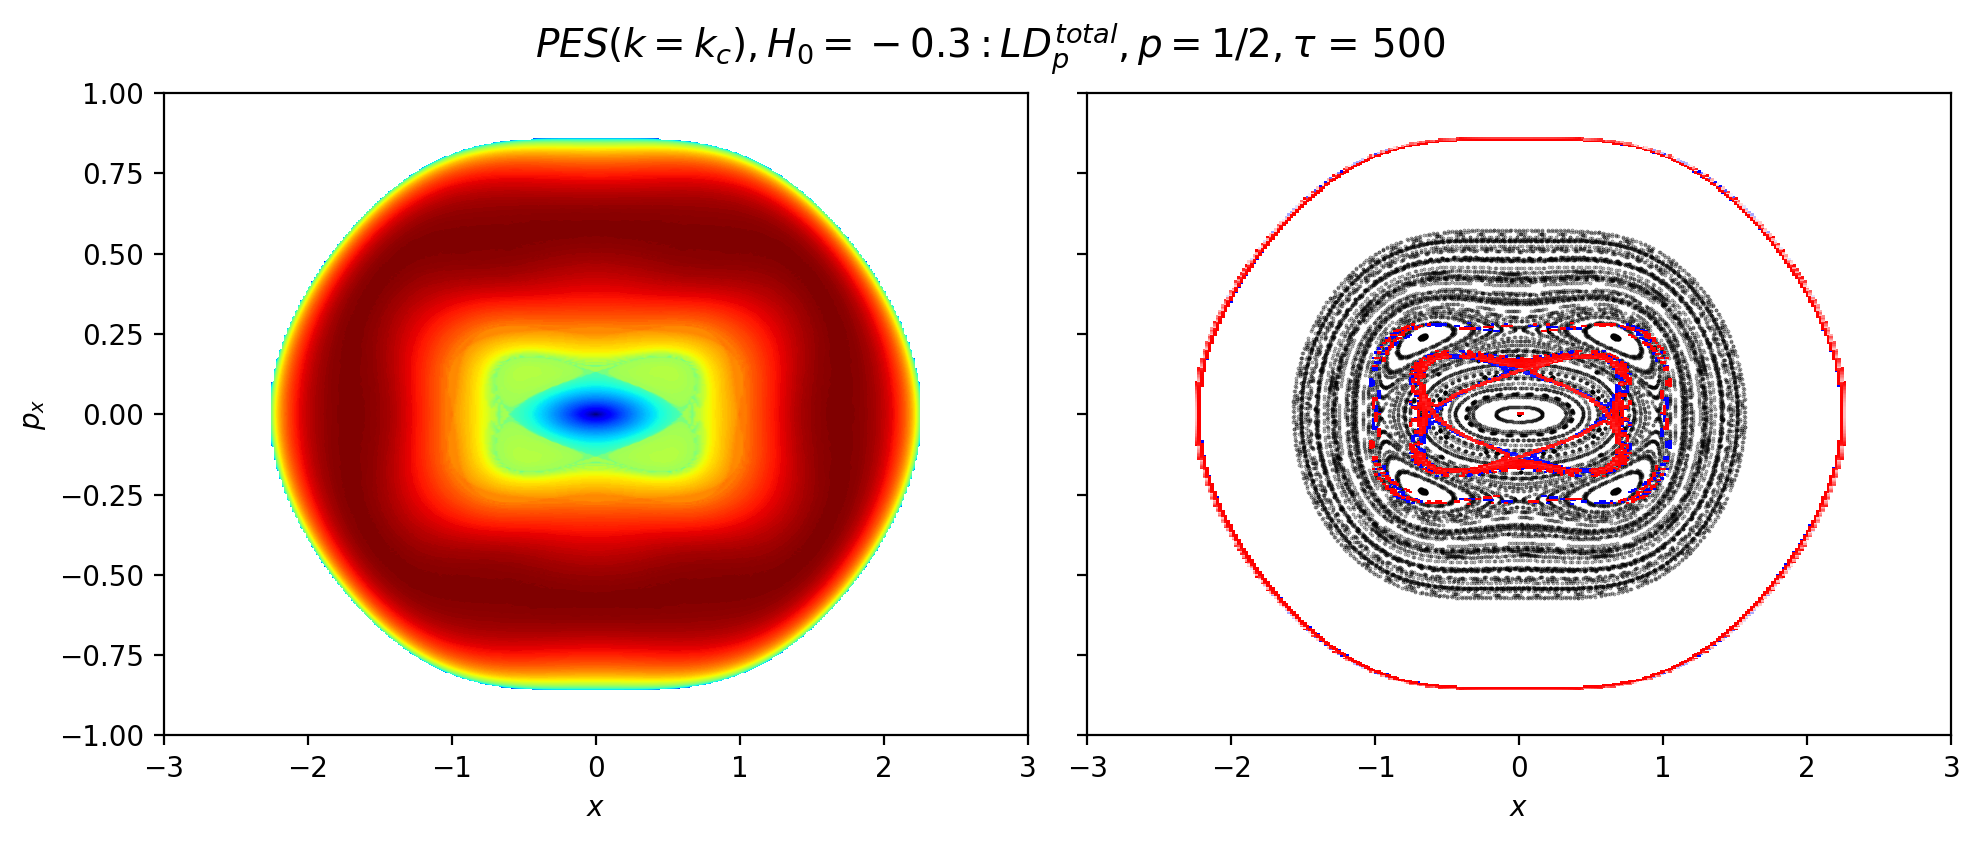 PES(k = k_c), H_0 = −0.3 : LD_p^{total}, p = 1/2, τ = 500
1.00
0.75
0.50
0.25
0.00
−0.25
−0.50
−0.75
−1.00
p_x
−3 −2 −1 0 1 2 3
x
−3 −2 −1 0 1 2 3
x